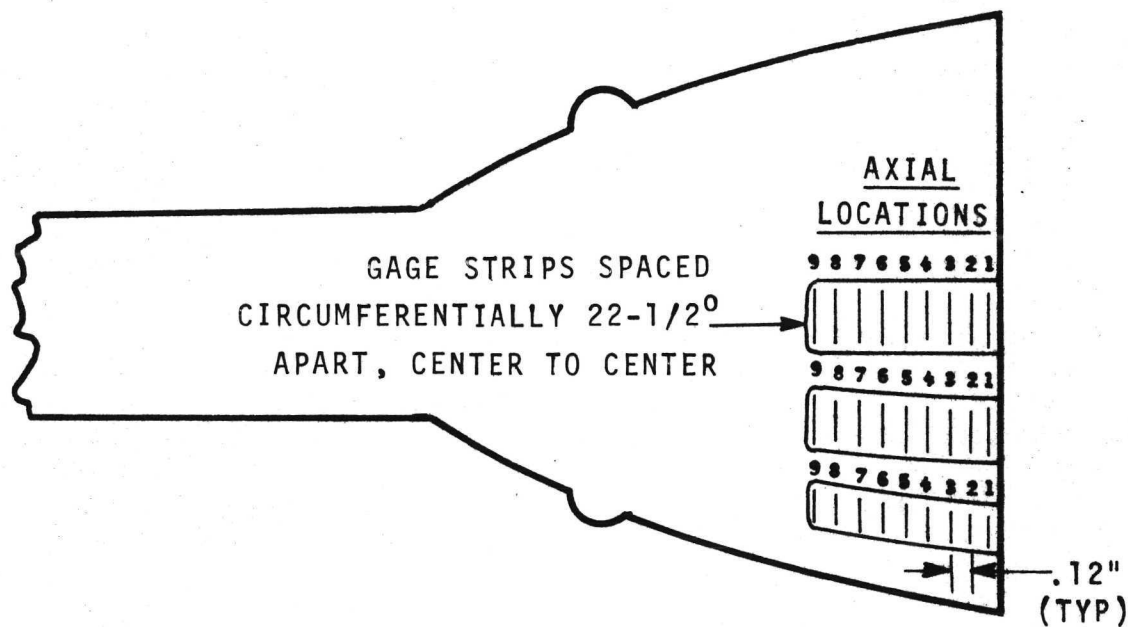 AXIAL
LOCATIONS
9 8 7 6 5 4 3 2 1
GAGE STRIPS SPACED
CIRCUMFERENTIALLY 22-1/2º
APART, CENTER TO CENTER
9 8 7 6 5 4 3 2 1
9 8 7 6 5 4 3 2 1
.12"
(TYP)